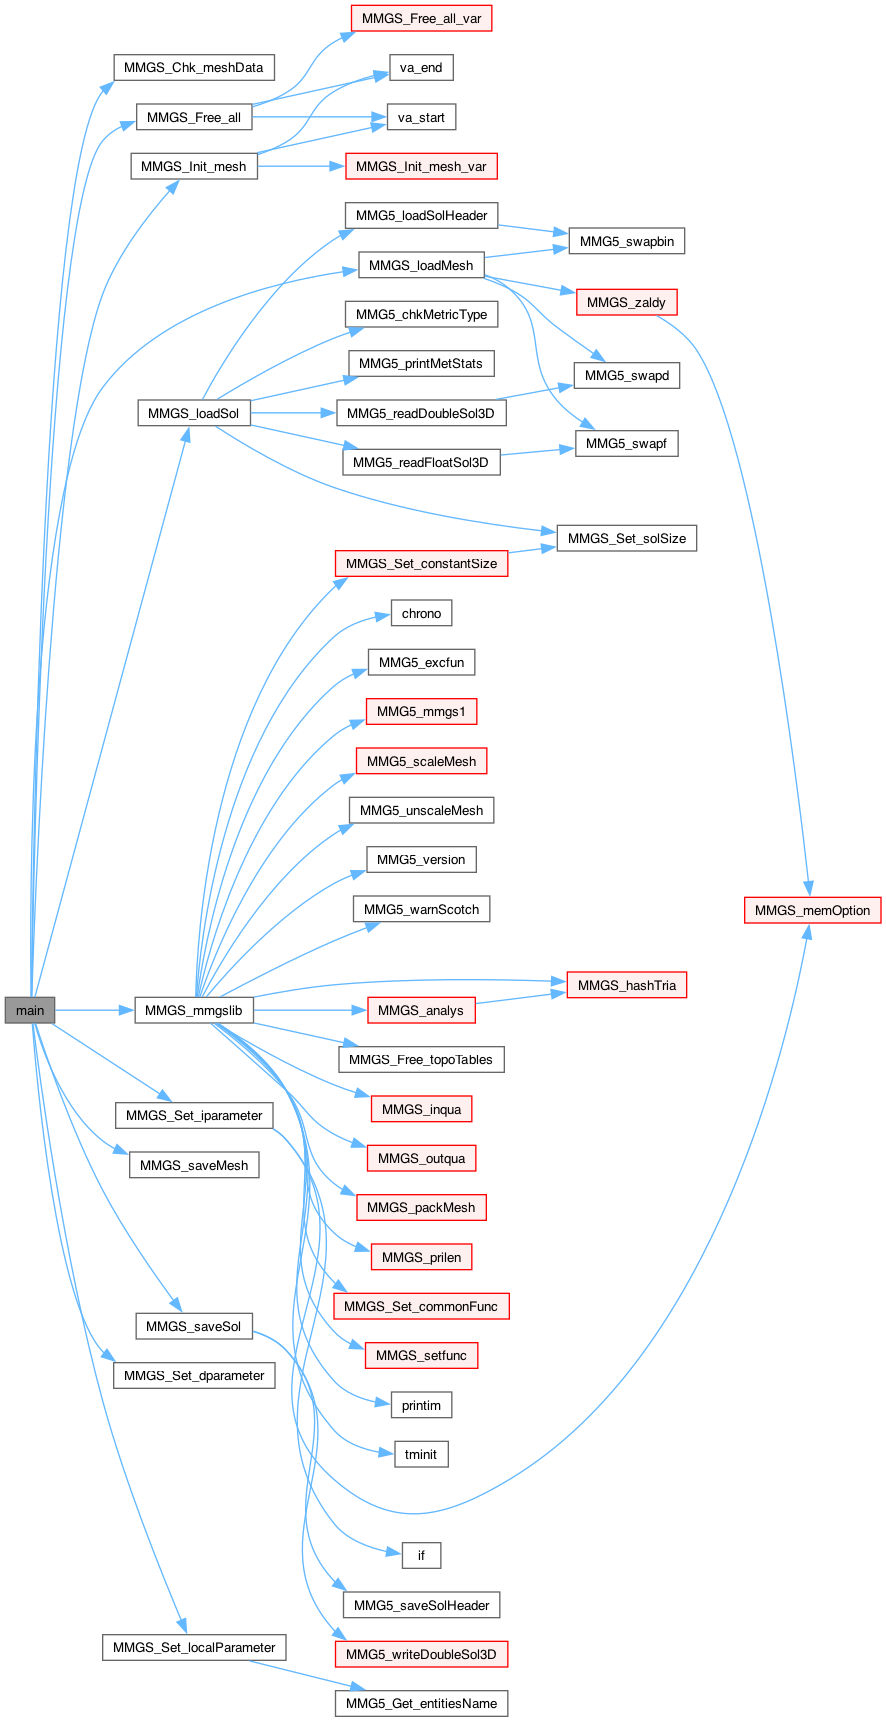 MMGS_Free_all_var
MMGS_Chk_meshData
va_end
MMGS_Free_all
va_start
MMGS_Init_mesh
MMGS_Init_mesh_var
MMG5_loadSolHeader
MMG5_swapbin
MMGS_loadMesh
MMGS_zaldy
MMG5_chkMetricType
MMG5_printMetStats
MMG5_swapd
MMGS_loadSol
MMG5_readDoubleSol3D
MMG5_swapf
MMG5_readFloatSol3D
MMGS_Set_solSize
MMGS_Set_constantSize
chrono
MMG5_excfun
MMG5_mmgs1
MMG5_scaleMesh
MMG5_unscaleMesh
MMG5_version
MMG5_warnScotch
MMGS_memOption
MMGS_hashTria
main
MMGS_mmgslib
MMGS_analys
MMGS_Free_topoTables
MMGS_inqua
MMGS_Set_iparameter
MMGS_outqua
MMGS_saveMesh
MMGS_packMesh
MMGS_prilen
MMGS_Set_commonFunc
MMGS_saveSol
MMGS_setfunc
MMGS_Set_dparameter
printim
tminit
if
MMG5_saveSolHeader
MMGS_Set_localParameter
MMG5_writeDoubleSol3D
MMG5_Get_entitiesName